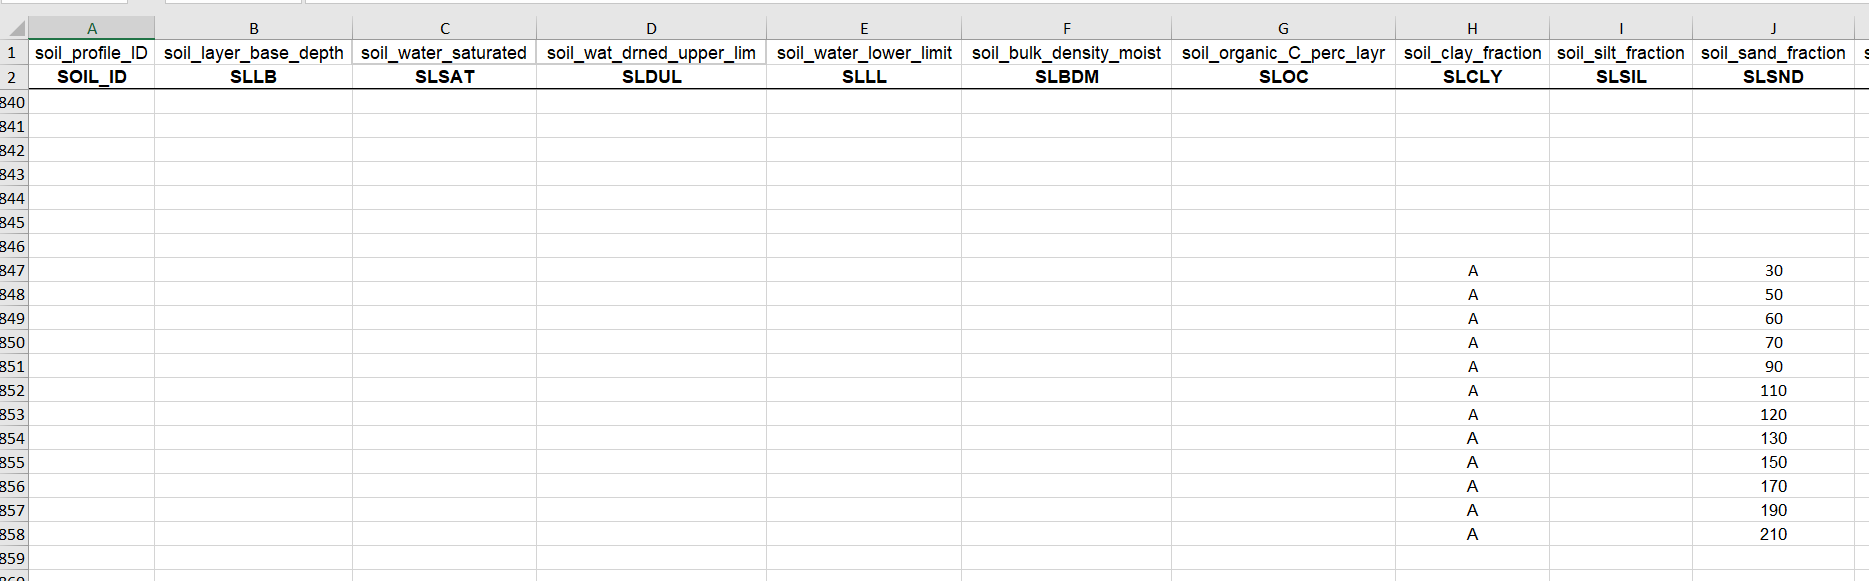 A B C D E F G H I J
1 soil_profile_ID soil_layer_base_depth soil_water_saturated soil_wat_drned_upper_lim soil_water_lower_limit soil_bulk_density_moist soil_organic_C_perc_layr soil_clay_fraction soil_silt_fraction soil_sand_fraction
2 SOIL_ID SLLB SLSAT SLDUL SLLL SLBDM SLOC SLCLY SLSIL SLSND
840
841
842
843
844
845
846
847 A 30
848 A 50
849 A 60
850 A 70
851 A 90
852 A 110
853 A 120
854 A 130
855 A 150
856 A 170
857 A 190
858 A 210
859